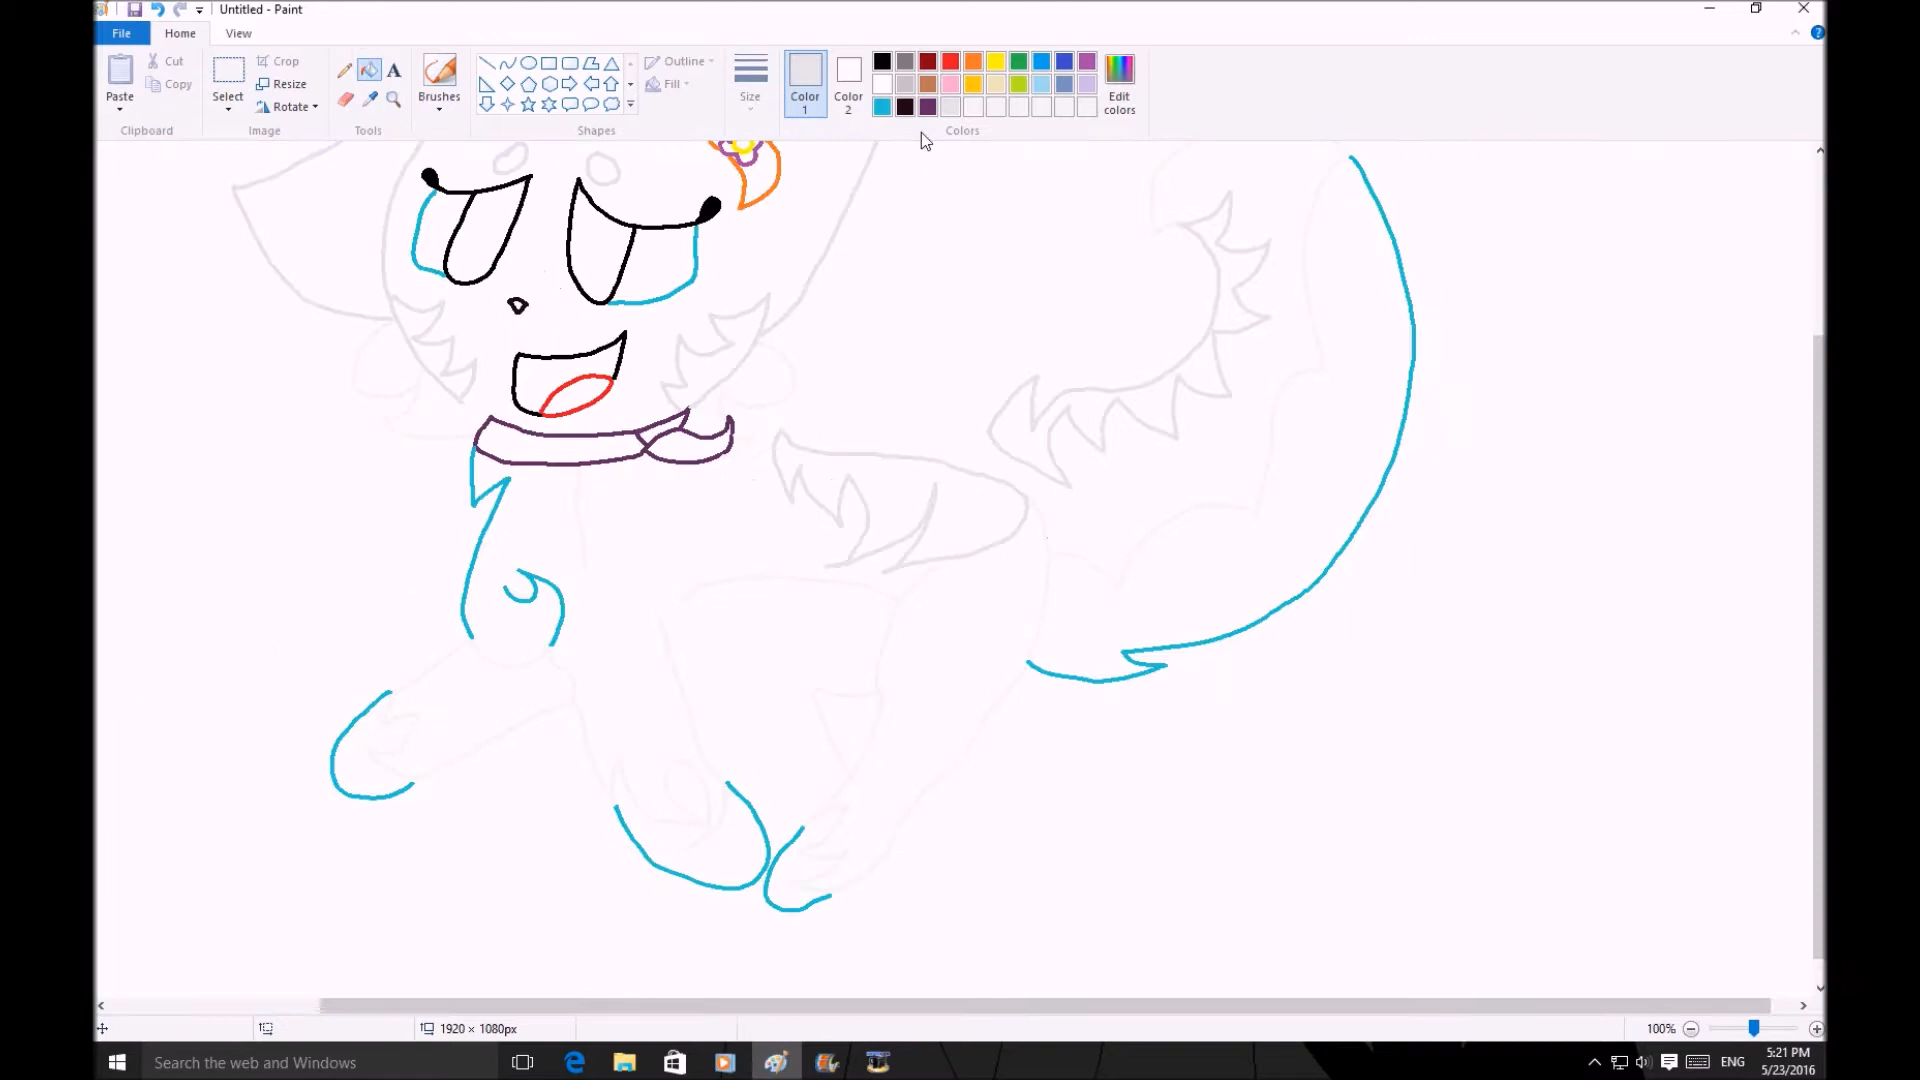 Untitled - Paint
File
Home
View
Paste
Cut
Copy
Clipboard
Select
Crop
Resize
Rotate
Image
A
Tools
Brushes
Outline
Fill
Shapes
Size
Color 1
Color 2
Edit colors
Colors
1920 × 1080px
100%
Search the web and Windows
ENG
5:21 PM
5/23/2016